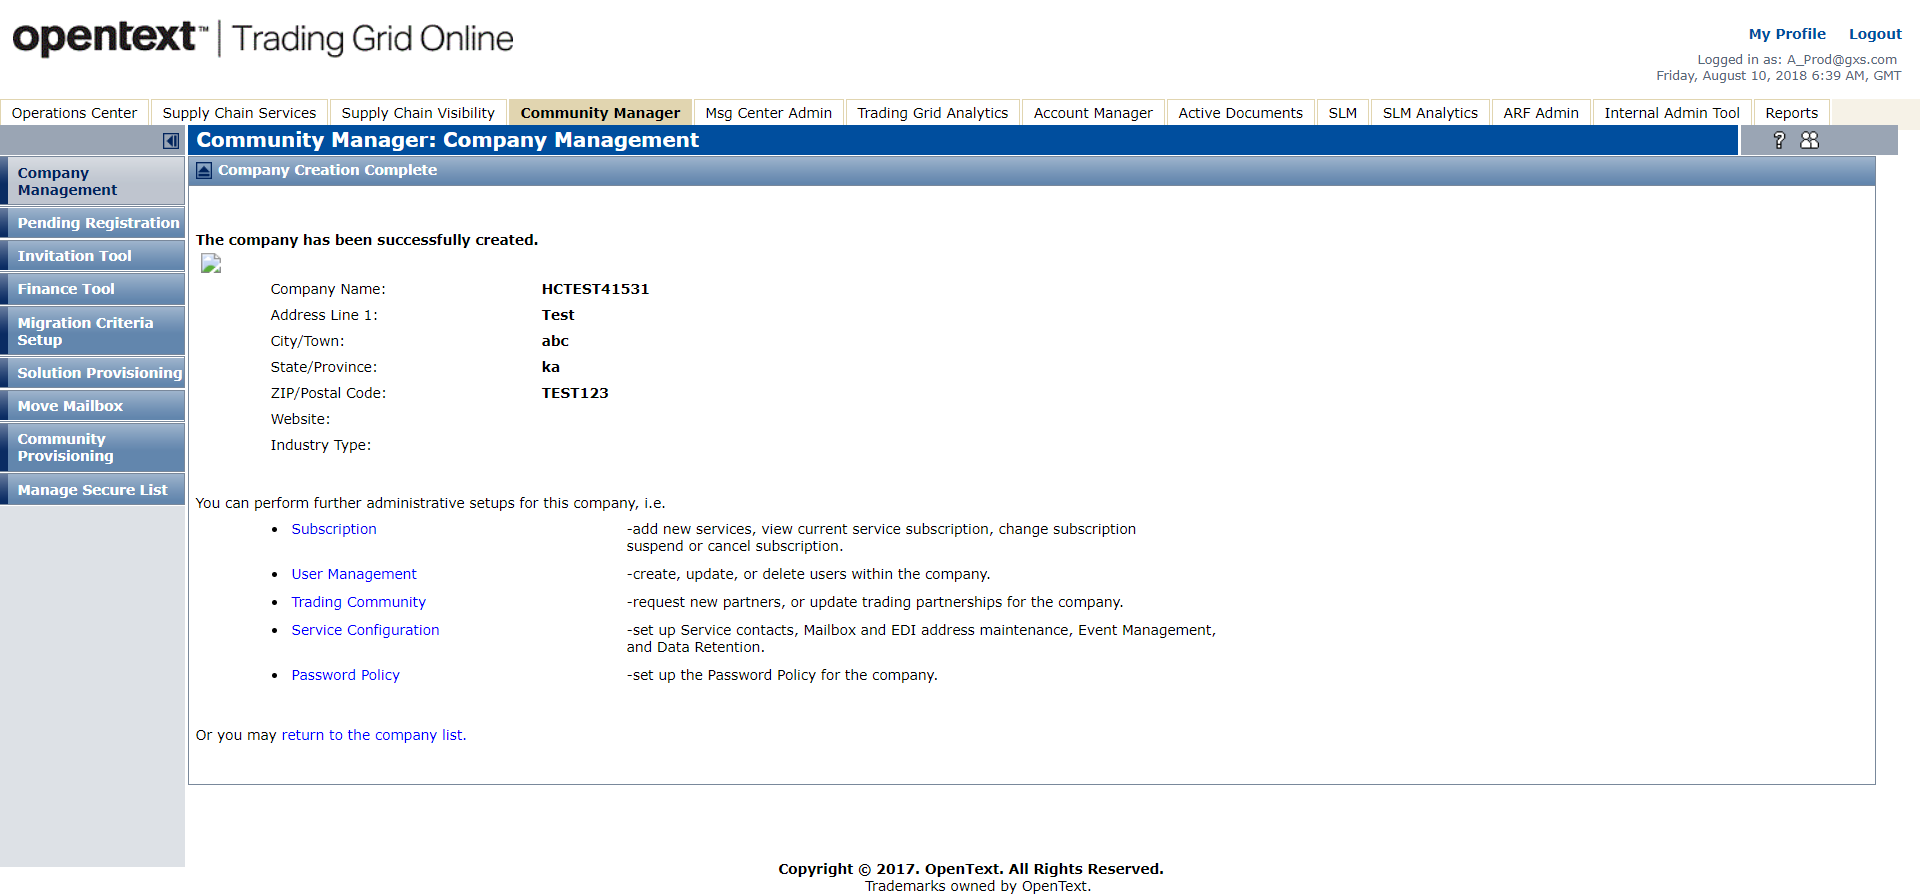 opentext™ | Trading Grid Online
My Profile Logout
Logged in as: A_Prod@gxs.com
Friday, August 10, 2018 6:39 AM, GMT
Operations Center Supply Chain Services Supply Chain Visibility Community Manager Msg Center Admin Trading Grid Analytics Account Manager Active Documents SLM SLM Analytics ARF Admin Internal Admin Tool Reports
Community Manager: Company Management
?
Company
Management
Pending Registration
Invitation Tool
Finance Tool
Migration Criteria
Setup
Solution Provisioning
Move Mailbox
Community
Provisioning
Manage Secure List
Company Creation Complete
The company has been successfully created.
Company Name: HCTEST41531
Address Line 1: Test
City/Town: abc
State/Province: ka
ZIP/Postal Code: TEST123
Website:
Industry Type:
You can perform further administrative setups for this company, i.e.
• Subscription -add new services, view current service subscription, change subscription
suspend or cancel subscription.
• User Management -create, update, or delete users within the company.
• Trading Community -request new partners, or update trading partnerships for the company.
• Service Configuration -set up Service contacts, Mailbox and EDI address maintenance, Event Management,
and Data Retention.
• Password Policy -set up the Password Policy for the company.
Or you may return to the company list.
Copyright © 2017. OpenText. All Rights Reserved.
Trademarks owned by OpenText.